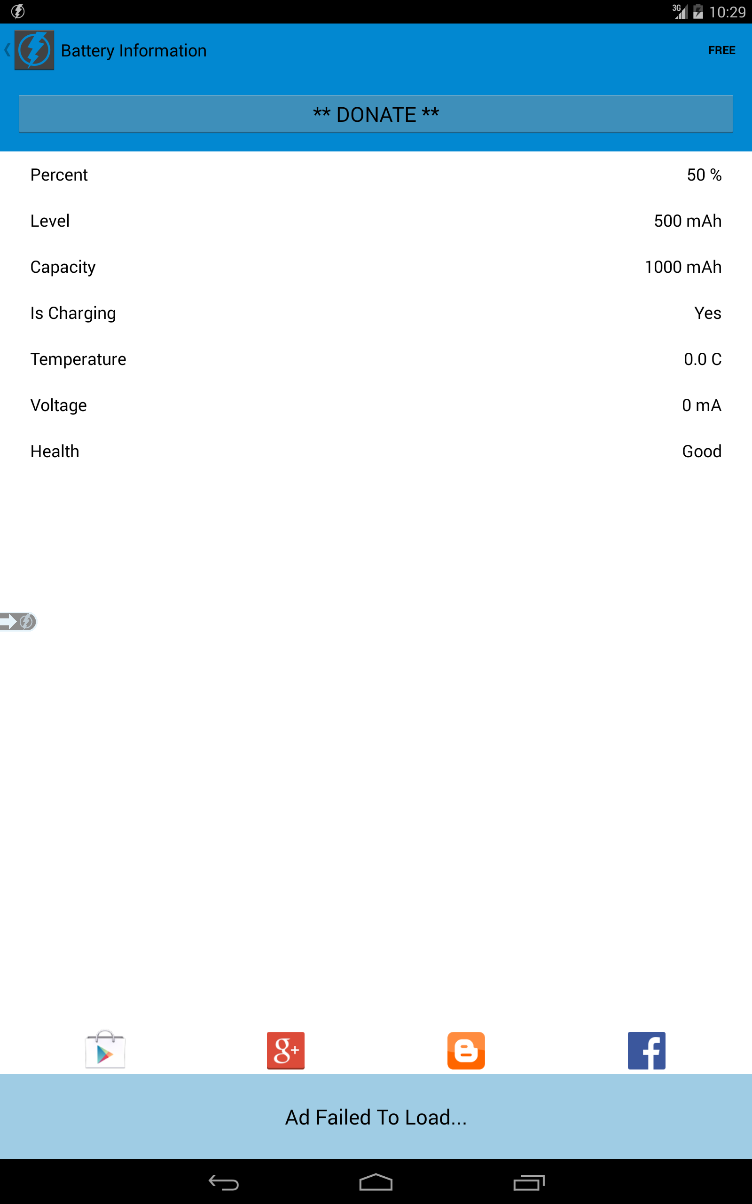 3G 10:29
Battery Information FREE
** DONATE **
Percent 50 %
Level 500 mAh
Capacity 1000 mAh
Is Charging Yes
Temperature 0.0 C
Voltage 0 mA
Health Good
g+
Ad Failed To Load...